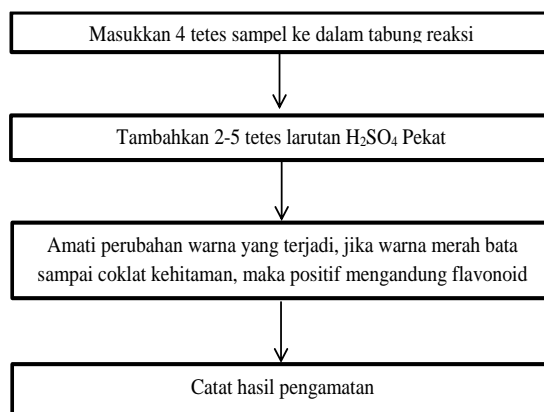 Masukkan 4 tetes sampel ke dalam tabung reaksi
Tambahkan 2-5 tetes larutan H₂SO₄ Pekat
Amati perubahan warna yang terjadi, jika warna merah bata
sampai coklat kehitaman, maka positif mengandung flavonoid
Catat hasil pengamatan